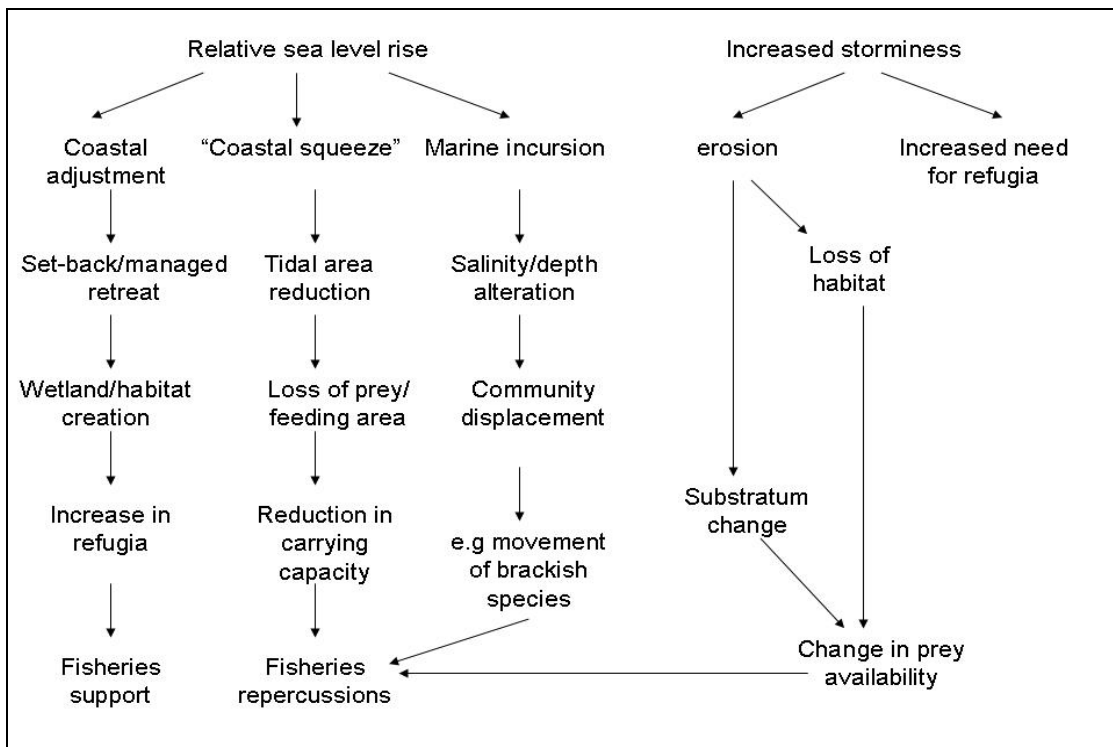 Relative sea level rise
Increased storminess
Coastal
adjustment
“Coastal squeeze”
Marine incursion
erosion
Increased need
for refugia
Set-back/managed
retreat
Tidal area
reduction
Salinity/depth
alteration
Loss of
habitat
Wetland/habitat
creation
Loss of prey/
feeding area
Community
displacement
Increase in
refugia
Reduction in
carrying
capacity
e.g movement
of brackish
species
Substratum
change
Fisheries
support
Fisheries
repercussions
Change in prey
availability